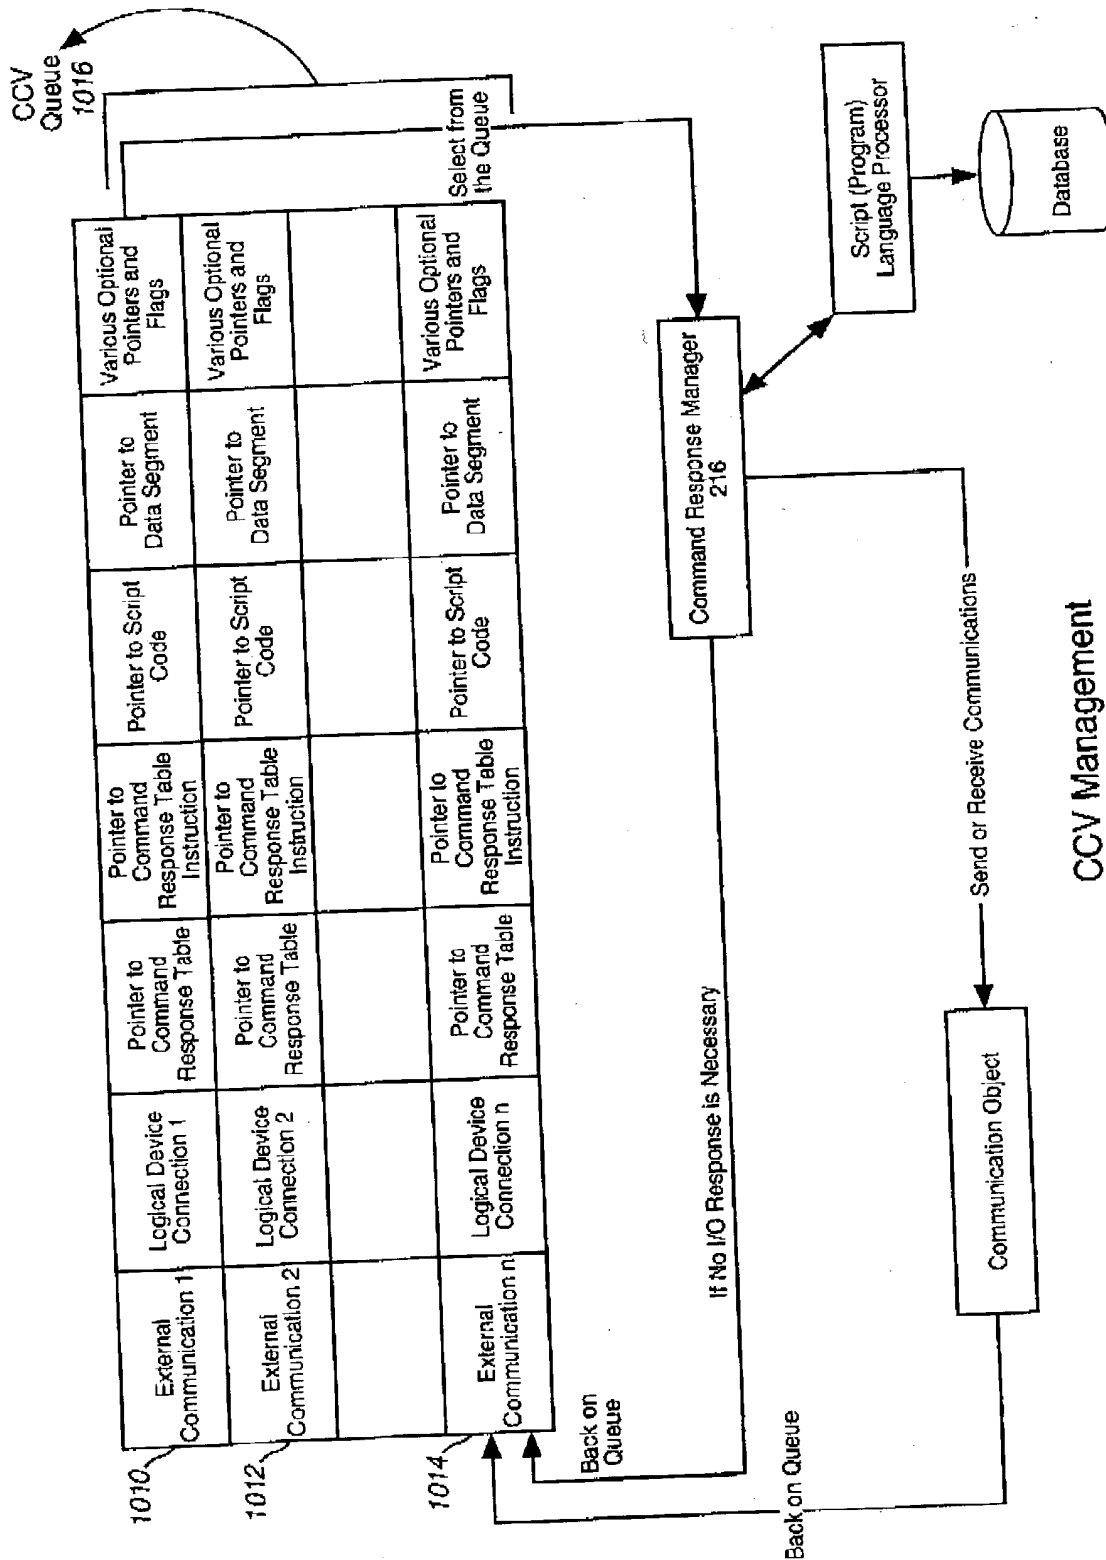 CCV
Queue
1016
1010
External
Communication 1
Logical Device
Connection 1
Pointer to
Command
Response Table
Pointer to
Command
Response Table
Instruction
Pointer to Script
Code
Pointer to
Data Segment
Various Optional
Pointers and
Flags
1012
External
Communication 2
Logical Device
Connection 2
Pointer to
Command
Response Table
Pointer to
Command
Response Table
Instruction
Pointer to Script
Code
Pointer to
Data Segment
Various Optional
Pointers and
Flags
1014
External
Communication n
Logical Device
Connection n
Pointer to
Command
Response Table
Pointer to
Command
Response Table
Instruction
Pointer to Script
Code
Pointer to
Data Segment
Various Optional
Pointers and
Flags
Select from
the Queue
Back on
Queue
If No I/O Response is Necessary
Command Response Manager
216
Script (Program)
Language Processor
Database
Back on Queue
Send or Receive Communications
Communication Object
CCV Management